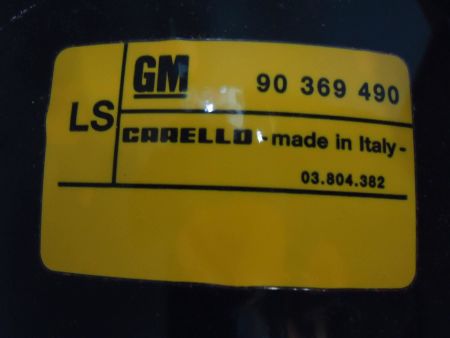 GM 90 369 490
LS
CARELLO - made in Italy -
03.804.382